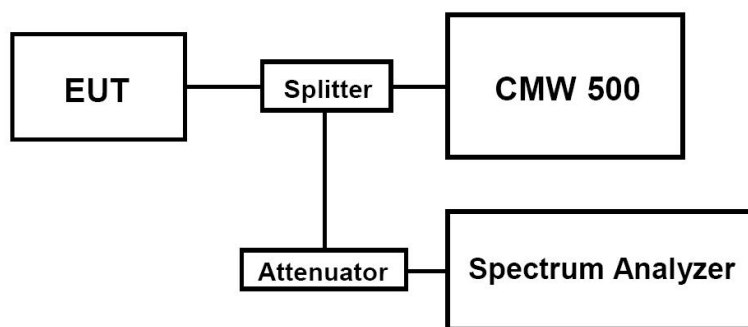 EUT
Splitter
CMW 500
Attenuator
Spectrum Analyzer